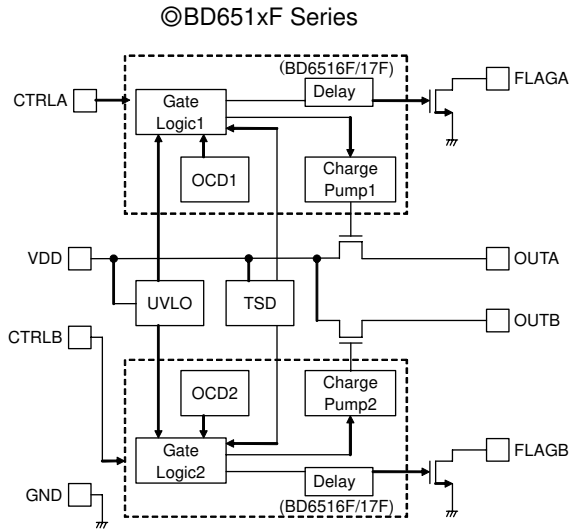 ◎BD651xF Series
(BD6516F/17F)
Delay
FLAGA
CTRLA
Gate
Logic1
OCD1
Charge
Pump1
VDD
OUTA
UVLO
TSD
OUTB
CTRLB
OCD2
Charge
Pump2
Gate
Logic2
FLAGB
Delay
(BD6516F/17F)
GND